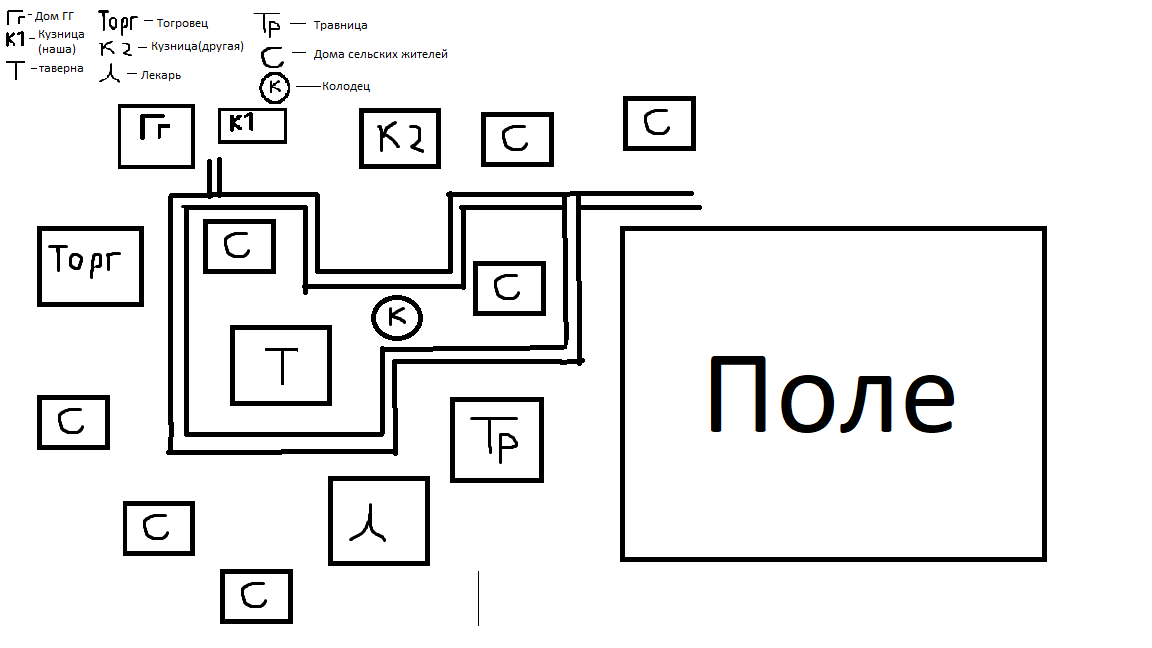 Гг - Дом ГГ
К1 - Кузница
(наша)
Т - таверна
Торг - Тогровец
К2 - Кузница(другая)
Л - Лекарь
Тр - Травница
С - Дома сельских жителей
К - Колодец
Гг
К1
К2
С
С
Торг
С
С
К
Т
Поле
С
Тр
Л
С
С